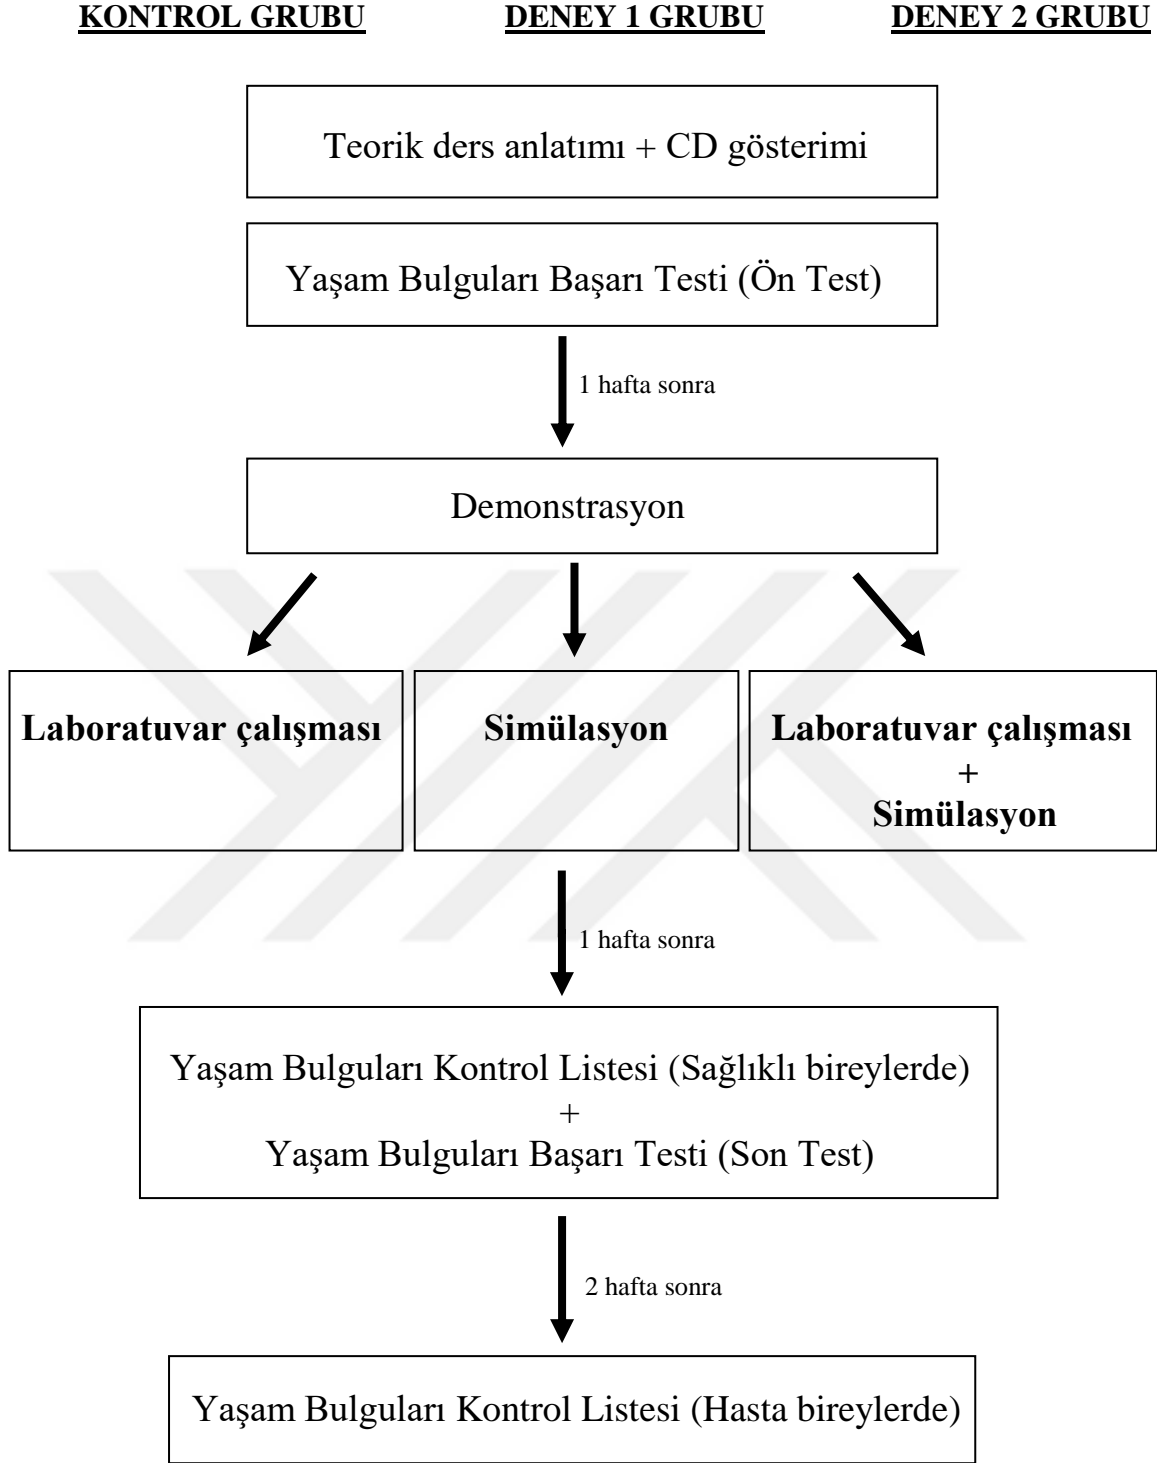 KONTROL GRUBU DENEY 1 GRUBU DENEY 2 GRUBU
Teorik ders anlatımı + CD gösterimi
Yaşam Bulguları Başarı Testi (Ön Test)
1 hafta sonra
Demonstrasyon
Laboratuvar çalışması
Simülasyon
Laboratuvar çalışması
+
Simülasyon
1 hafta sonra
Yaşam Bulguları Kontrol Listesi (Sağlıklı bireylerde)
+
Yaşam Bulguları Başarı Testi (Son Test)
2 hafta sonra
Yaşam Bulguları Kontrol Listesi (Hasta bireylerde)